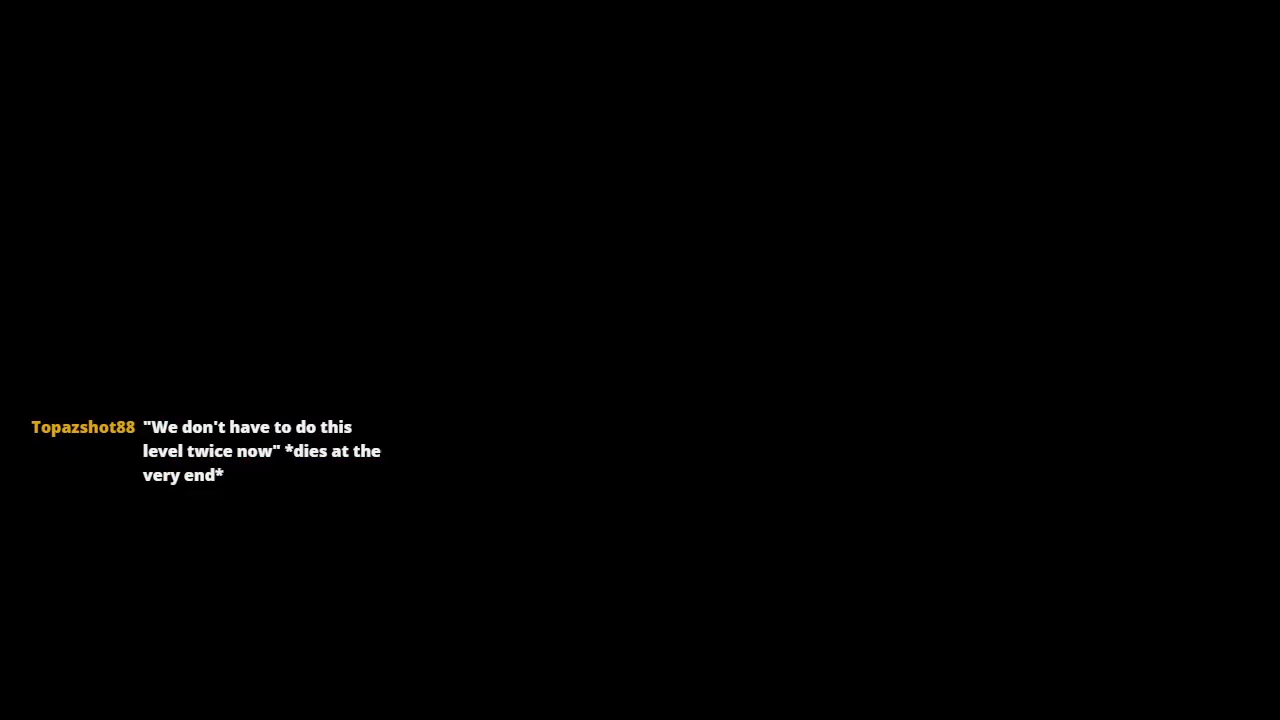 Topazshot88 "We don't have to do this
level twice now" *dies at the
very end*